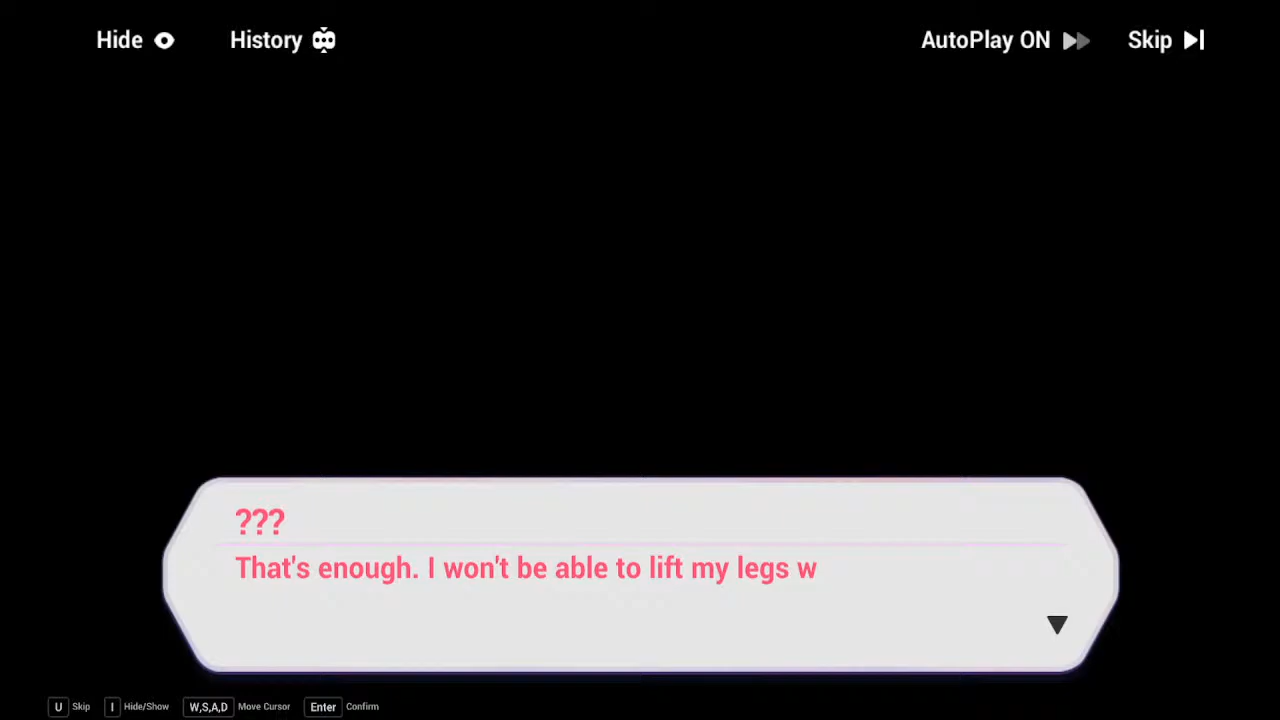 Hide
History
AutoPlay ON
Skip
???
That's enough. I won't be able to lift my legs w
U Skip
I Hide/Show
W,S,A,D Move Cursor
Enter Confirm